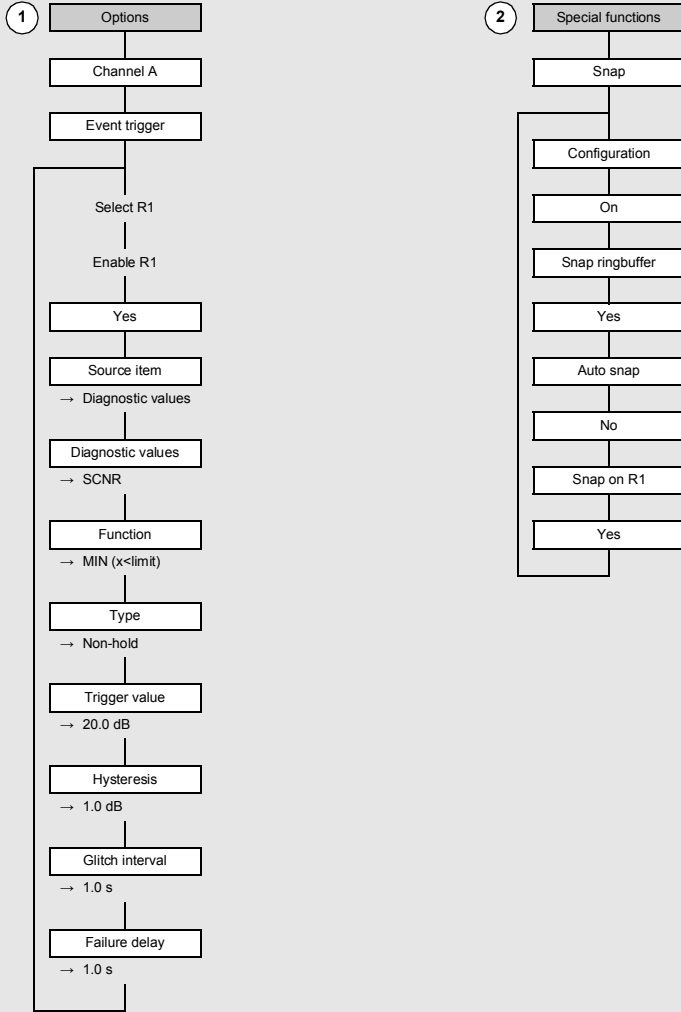 1
Options
Channel A
Event trigger
Select R1
Enable R1
Yes
Source item
→ Diagnostic values
Diagnostic values
→ SCNR
Function
→ MIN (x<limit)
Type
→ Non-hold
Trigger value
→ 20.0 dB
Hysteresis
→ 1.0 dB
Glitch interval
→ 1.0 s
Failure delay
→ 1.0 s
2
Special functions
Snap
Configuration
On
Snap ringbuffer
Yes
Auto snap
No
Snap on R1
Yes